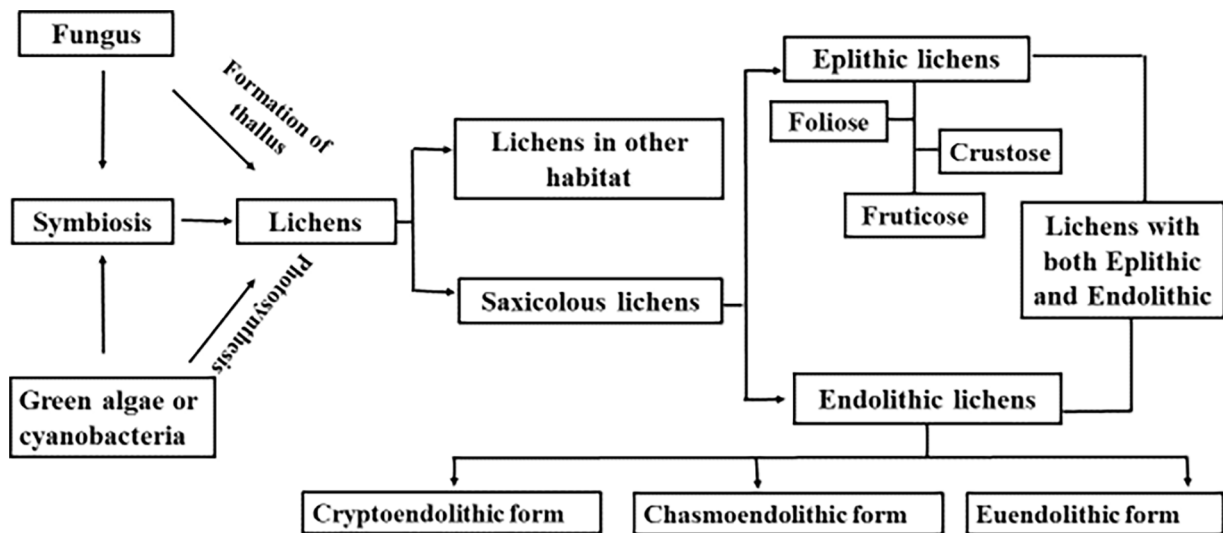 Fungus
Formation of
thallus
Symbiosis
Lichens
Photosynthesis
Green algae or
cyanobacteria
Lichens in other
habitat
Saxicolous lichens
Eplithic lichens
Foliose
Crustose
Fruticose
Lichens with
both Eplithic
and Endolithic
Endolithic lichens
Cryptoendolithic form
Chasmoendolithic form
Euendolithic form